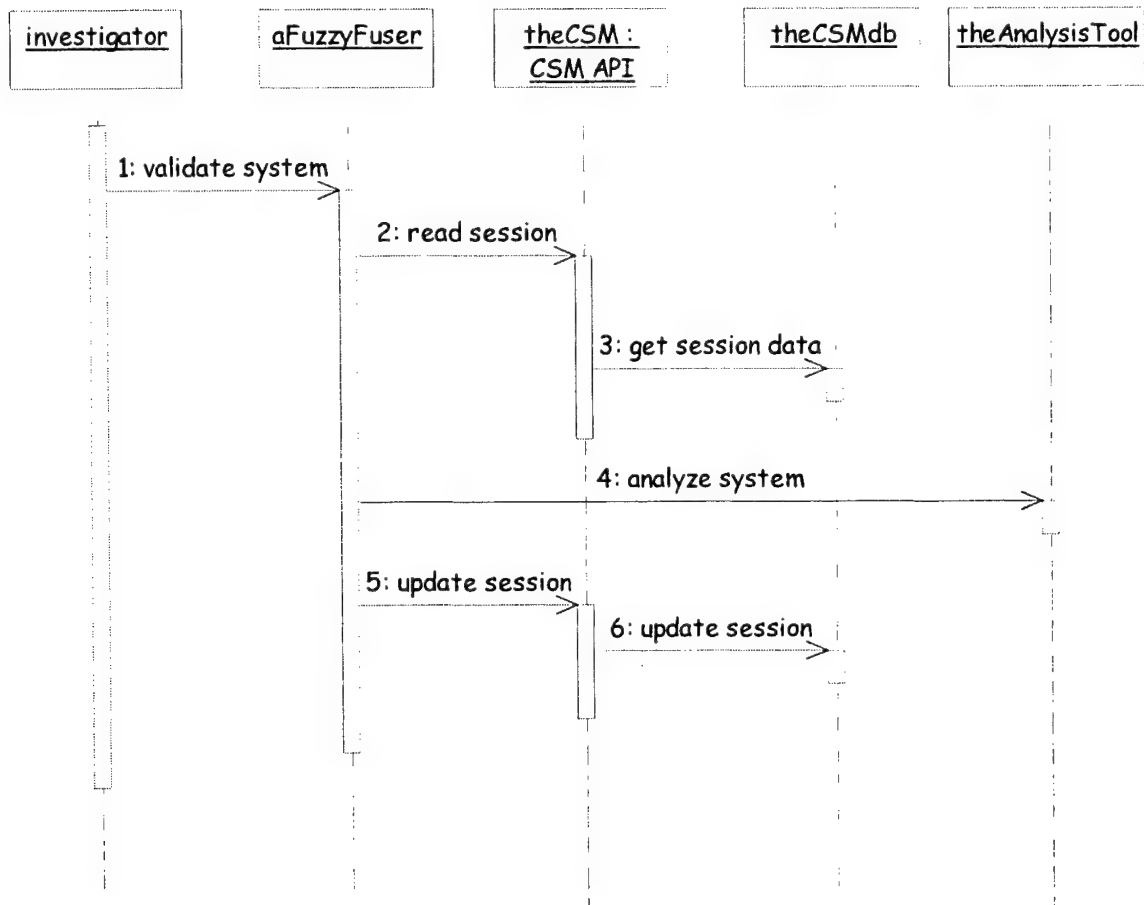 investigator
aFuzzyFuser
theCSM :
CSM API
theCSMdb
theAnalysisTool
1: validate system
2: read session
3: get session data
4: analyze system
5: update session
6: update session